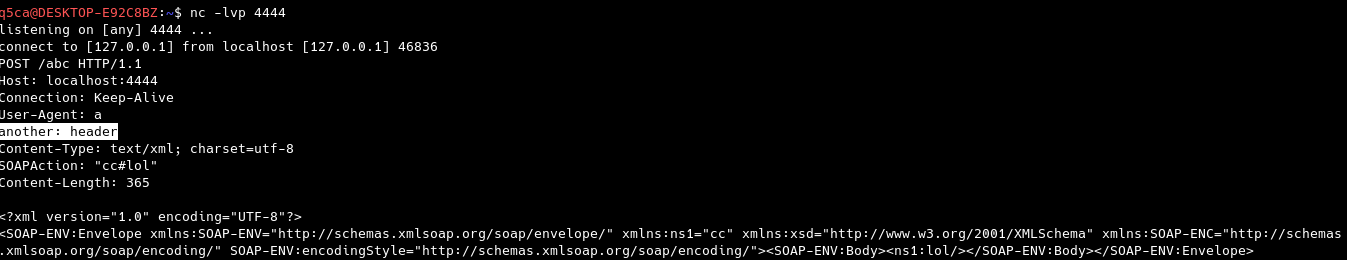 q5ca@DESKTOP-E92C8BZ:~$ nc -lvp 4444
listening on [any] 4444 ...
connect to [127.0.0.1] from localhost [127.0.0.1] 46836
POST /abc HTTP/1.1
Host: localhost:4444
Connection: Keep-Alive
User-Agent: a
another: header
Content-Type: text/xml; charset=utf-8
SOAPAction: "cc#lol"
Content-Length: 365
<?xml version="1.0" encoding="UTF-8"?>
<SOAP-ENV:Envelope xmlns:SOAP-ENV="http://schemas.xmlsoap.org/soap/envelope/" xmlns:ns1="cc" xmlns:xsd="http://www.w3.org/2001/XMLSchema" xmlns:SOAP-ENC="http://schemas
.xmlsoap.org/soap/encoding/" SOAP-ENV:encodingStyle="http://schemas.xmlsoap.org/soap/encoding/"><SOAP-ENV:Body><ns1:lol/></SOAP-ENV:Body></SOAP-ENV:Envelope>